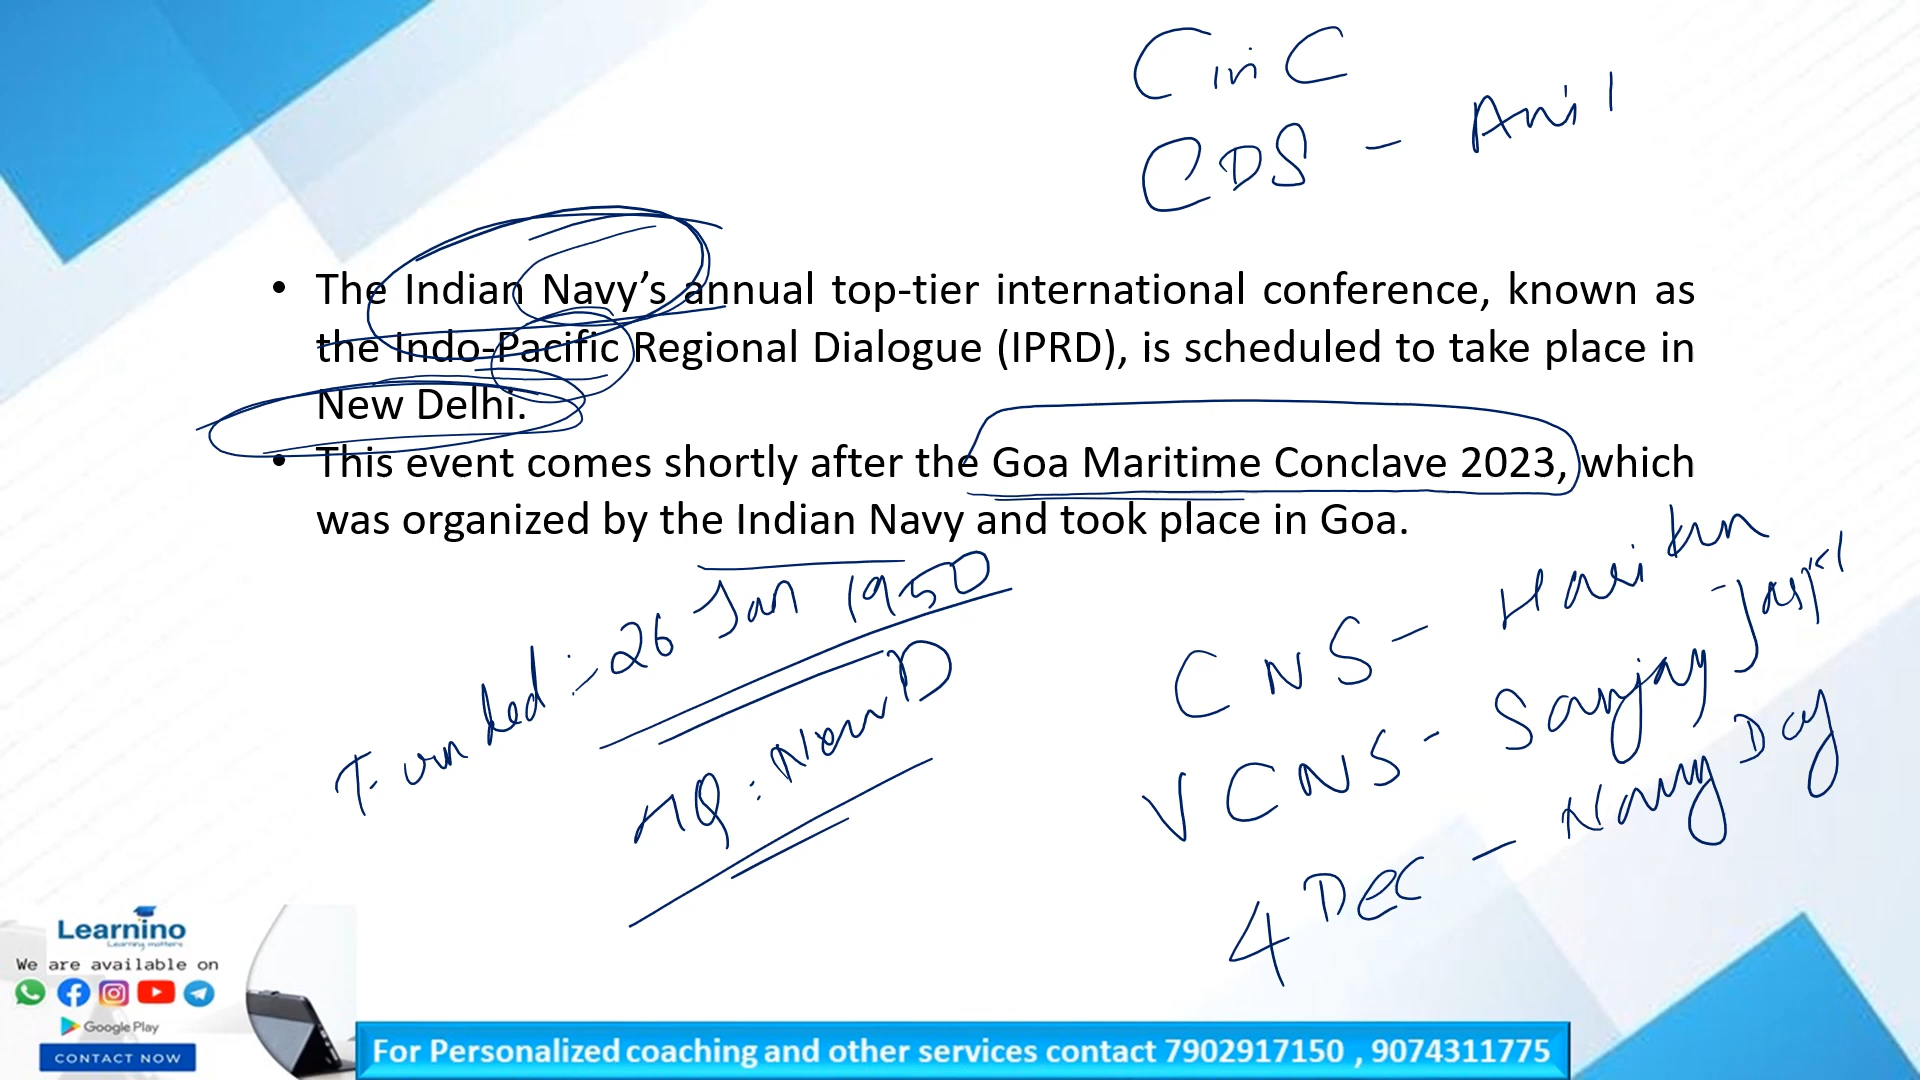 C in C
CDS - Anil
• The Indian Navy’s annual top-tier international conference, known as
the Indo-Pacific Regional Dialogue (IPRD), is scheduled to take place in
New Delhi.
• This event comes shortly after the Goa Maritime Conclave 2023, which
was organized by the Indian Navy and took place in Goa.
Founded :- 26 Jan 1950
HQ : New D
CNS - Hari
VCNS - Sanjay
4 DEC - Navy Day
Learnino
Learning matters
We are available on
Google Play
CONTACT NOW
For Personalized coaching and other services contact 7902917150 , 9074311775